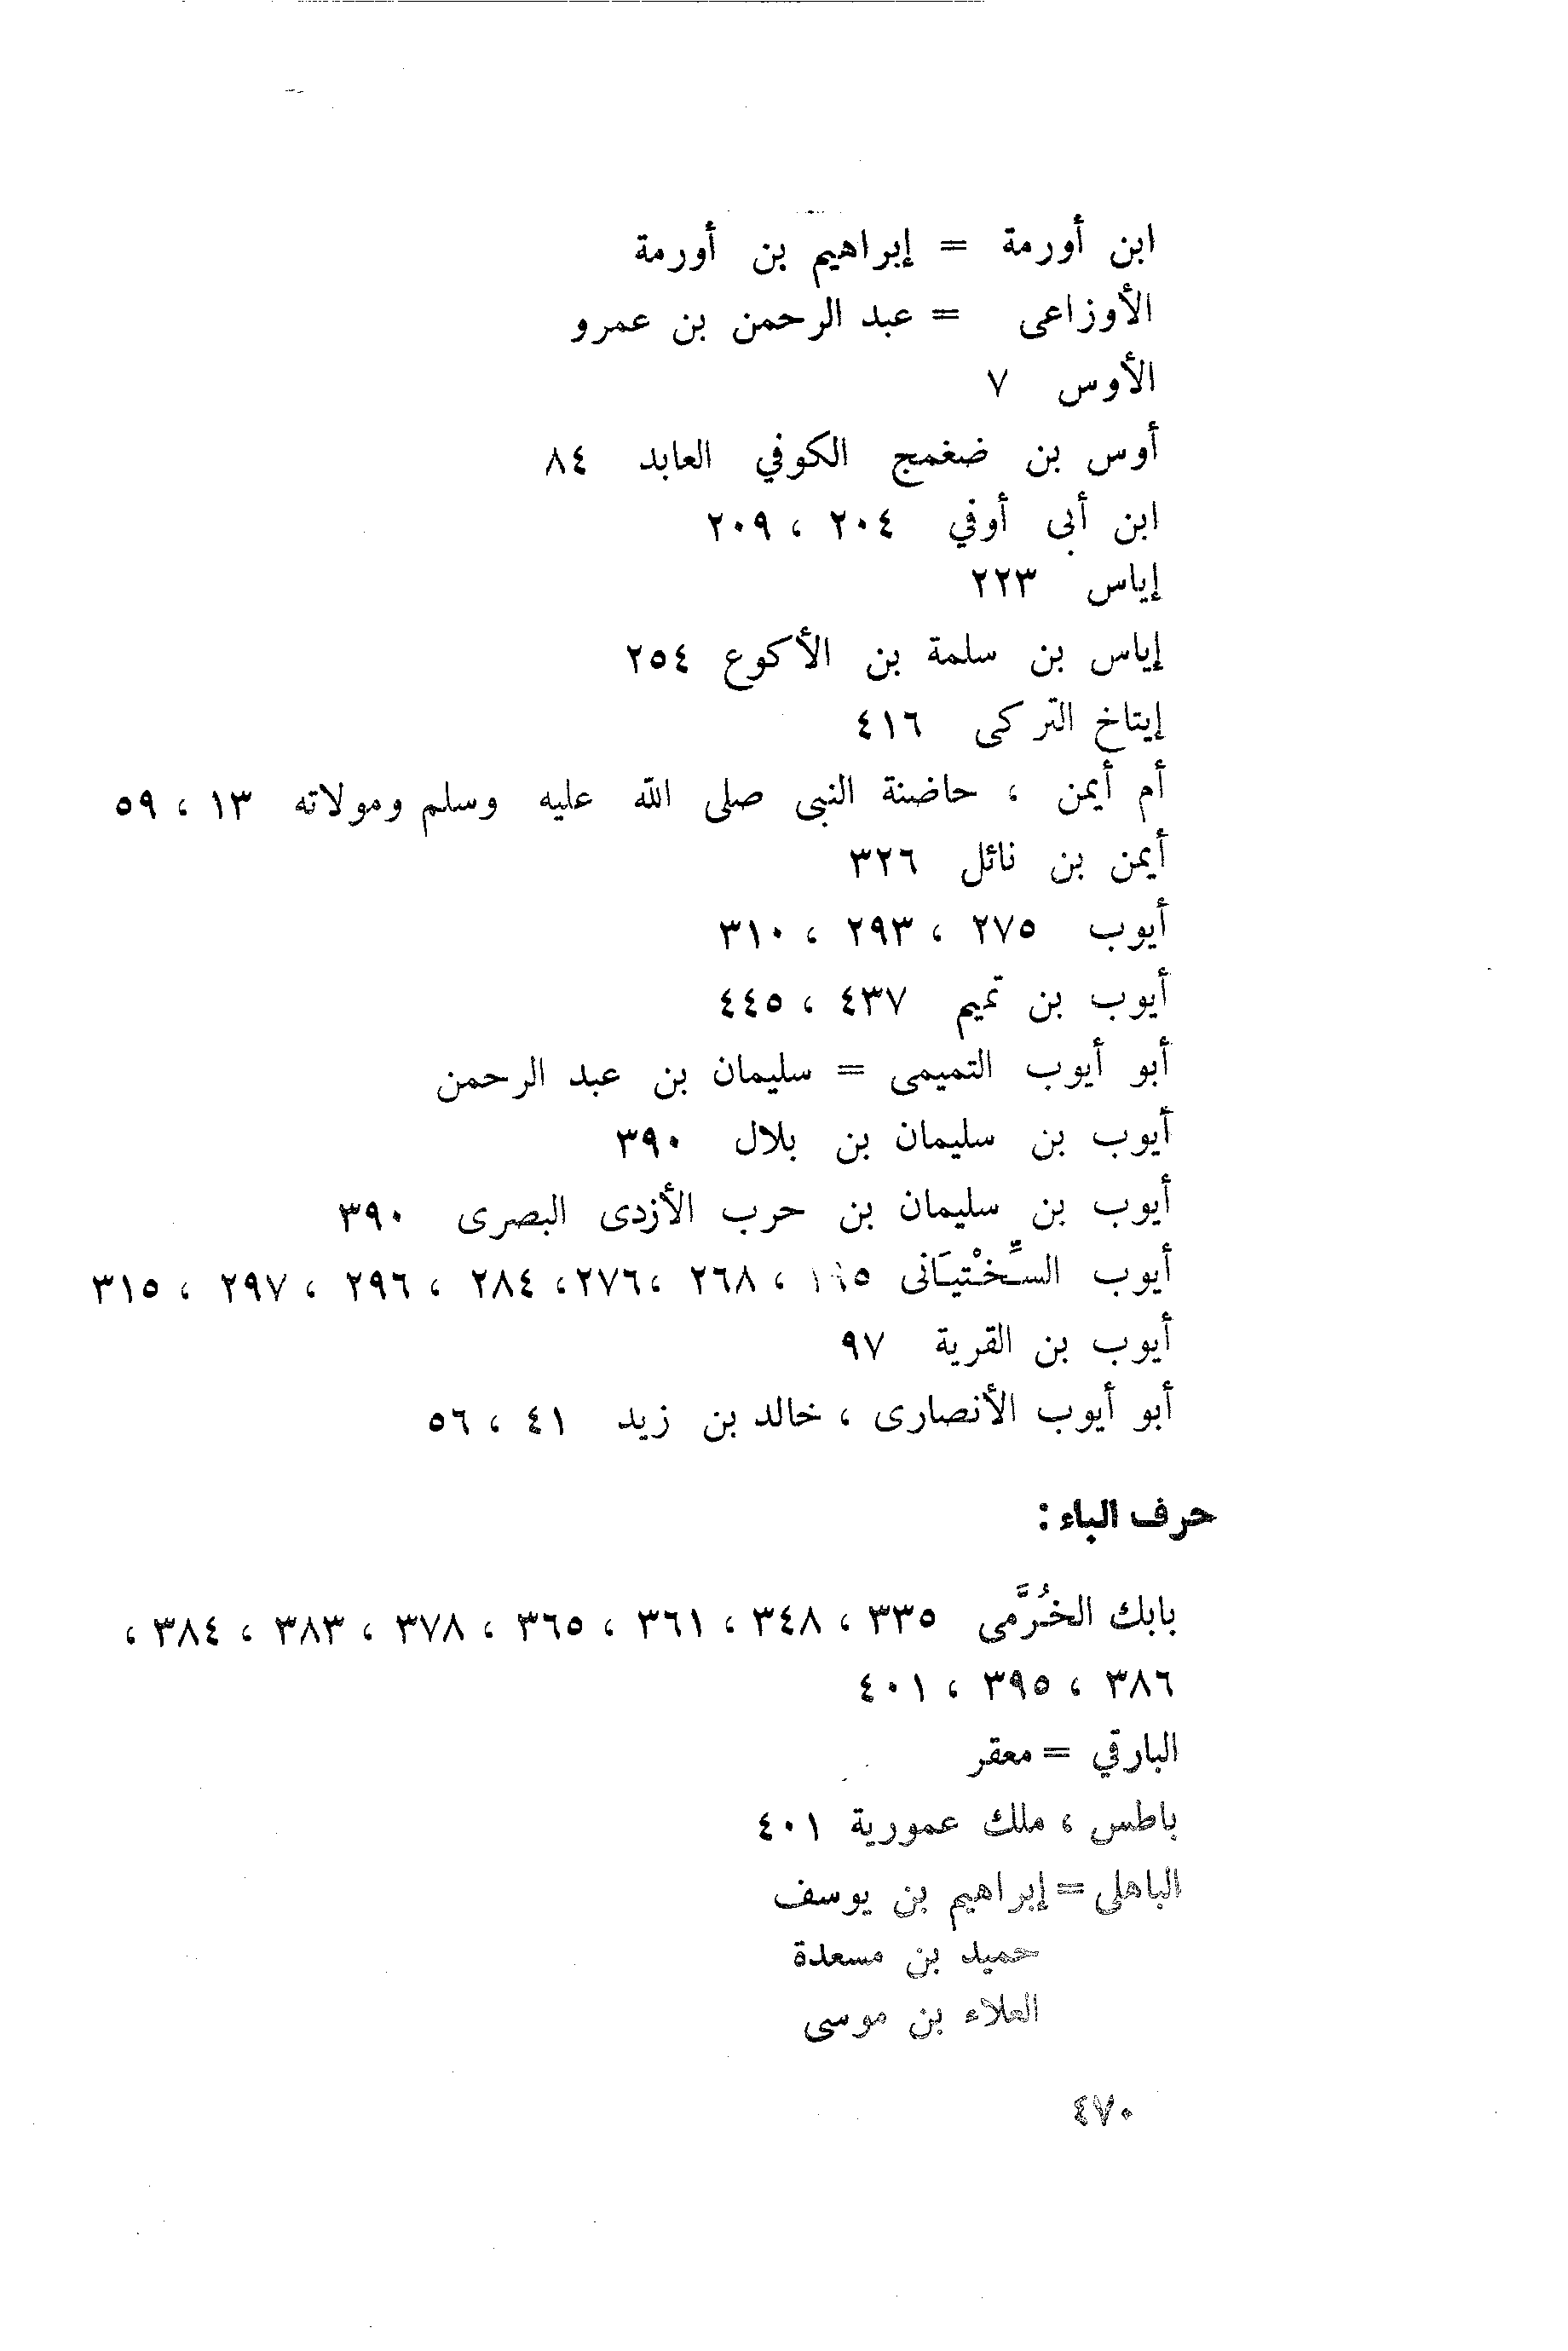 ابن أورمة = إبراهيم بن أورمة
الأوزاعى = عبد الرحمن بن عمرو
الأوس ٧
أوس بن ضغمج الكوفي العابد ٨٤
ابن أبى أوفي ٢٠٤ ، ٢٠٩
إياس ٢٢٣
إياس بن سلمة بن الأكوع ٢٥٤
إيتاخ التركى ٤١٦
أم أيمن ، حاضنة النبى صلى الله عليه وسلم ومولاته ١٣ ، ٥٩
أيمن بن نائل ٣٢٦
أيوب ٢٧٥ ، ٢٩٣ ، ٣١٠
أيوب بن تميم ٤٣٧ ، ٤٤٥
أبو أيوب التميمى = سليمان بن عبد الرحمن
أيوب بن سليمان بن بلال ٣٩٠
أيوب بن سليمان بن حرب الأزدى البصرى ٣٩٠
أيوب السِّخْتيَانى ، ٢٦٨ ،٢٧٦، ٢٨٤ ، ٢٩٦ ، ٢٩٧ ، ٣١٥
أيوب بن القرية ٩٧
أبو أيوب الأنصارى ، خالد بن زيد ٤١ ، ٥٦
حرف الباء :
بابك الخُرَّمى ٣٣٥ ، ٣٤٨ ، ٣٦١ ، ٣٦٥ ، ٣٧٨ ، ٣٨٣ ، ٣٨٤ ،
٣٨٦ ، ٣٩٥ ، ٤٠١
البارقي = معقر
باطس ، ملك عمورية ٤٠١
الباهلى = إبراهيم بن يوسف
حميد بن مسعدة
العلاء بن موسى
٤٧٠